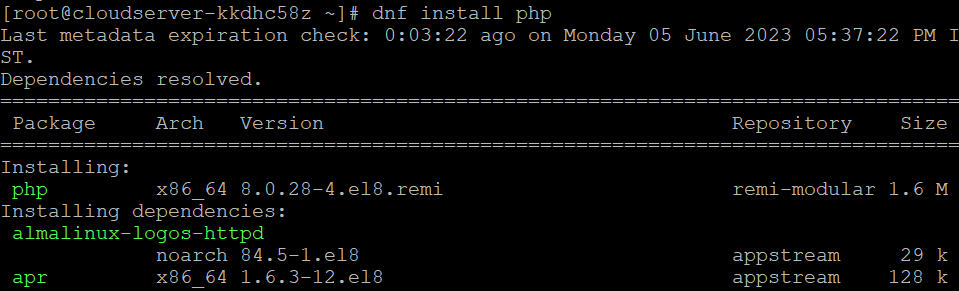 [root@cloudserver-kkdhc58z ~]# dnf install php
Last metadata expiration check: 0:03:22 ago on Monday 05 June 2023 05:37:22 PM I
ST.
Dependencies resolved.
================================================================================
 Package     Arch   Version                                  Repository    Size
================================================================================
Installing:
 php         x86_64 8.0.28-4.el8.remi                        remi-modular 1.6 M
Installing dependencies:
 almalinux-logos-httpd
             noarch 84.5-1.el8                               appstream     29 k
 apr         x86_64 1.6.3-12.el8                             appstream    128 k